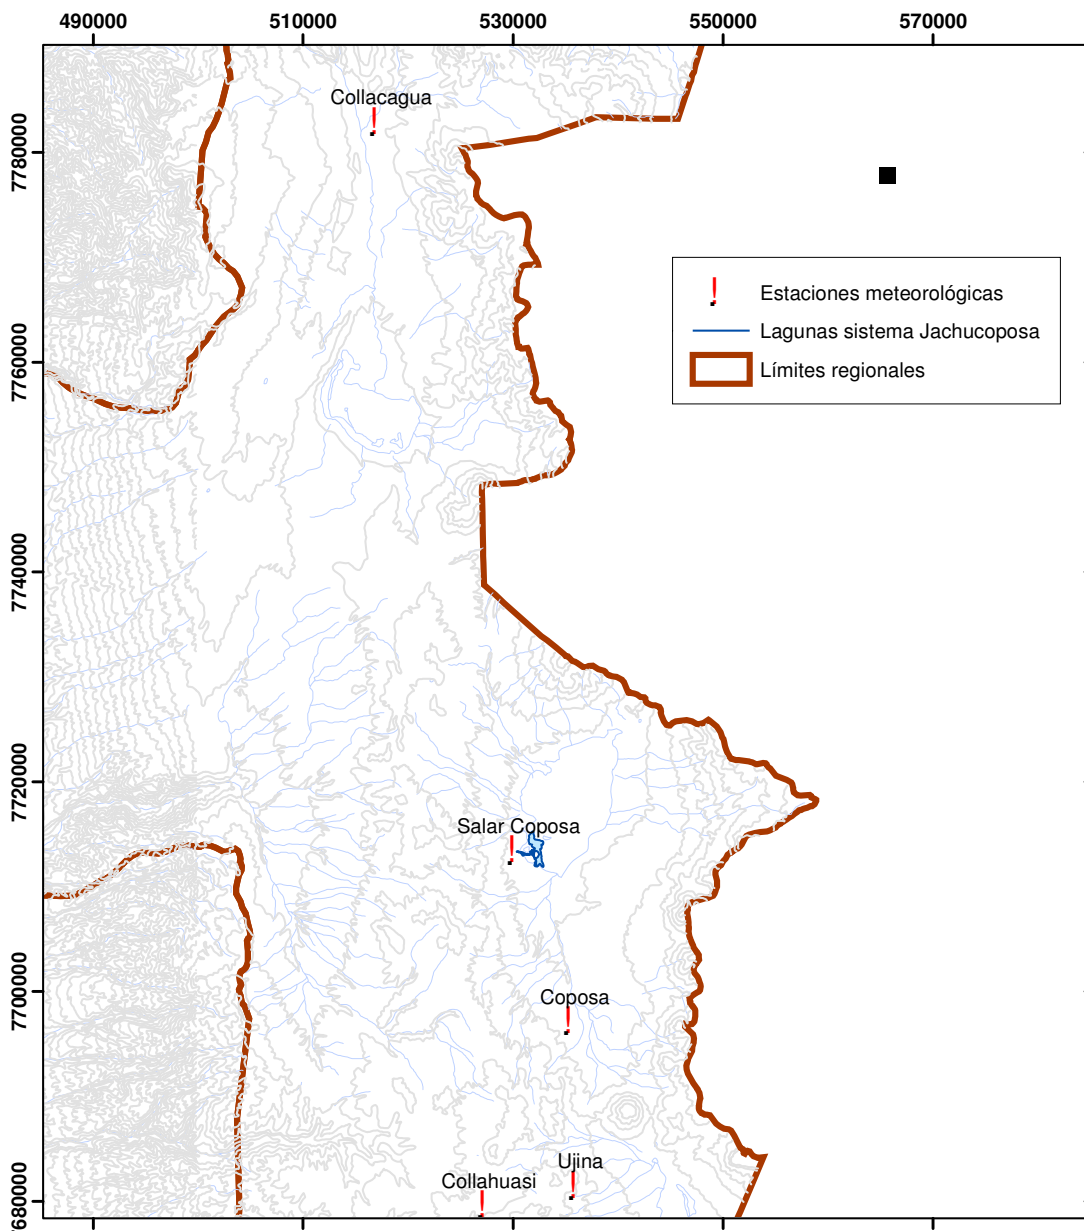 490000 510000 530000 550000 570000
Collacagua
7780000
Estaciones meteorológicas
Lagunas sistema Jachucoposa
7760000
Límites regionales
7740000
7720000
Salar Coposa
7700000
Coposa
Ujina
Collahuasi
7680000